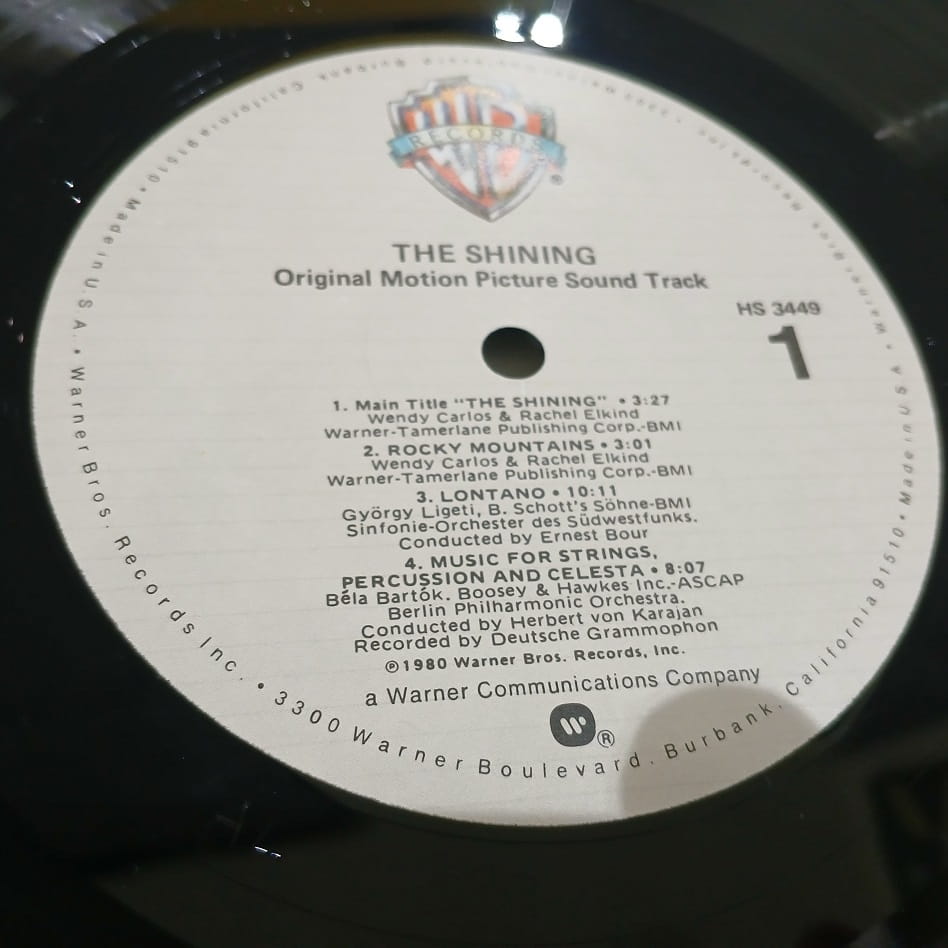 RECORDS
THE SHINING
Original Motion Picture Sound Track
HS 3449
1
1. Main Title "THE SHINING" • 3:27
Wendy Carlos & Rachel Elkind
Warner-Tamerlane Publishing Corp.-BMI
2. ROCKY MOUNTAINS • 3:01
Wendy Carlos & Rachel Elkind
Warner-Tamerlane Publishing Corp.-BMI
3. LONTANO • 10:11
György Ligeti, B. Schott's Söhne-BMI
Sinfonie-Orchester des Südwestfunks.
Conducted by Ernest Bour
4. MUSIC FOR STRINGS,
PERCUSSION AND CELESTA • 8:07
Béla Bartók. Boosey & Hawkes Inc.-ASCAP
Berlin Philharmonic Orchestra.
Conducted by Herbert von Karajan
Recorded by Deutsche Grammophon
℗1980 Warner Bros. Records, Inc.
a Warner Communications Company
®
California 91510 • Made in U.S.A. • Warner Bros. Records Inc. • 3300 Warner Boulevard, Burbank, California 91510 • Made in U S A •